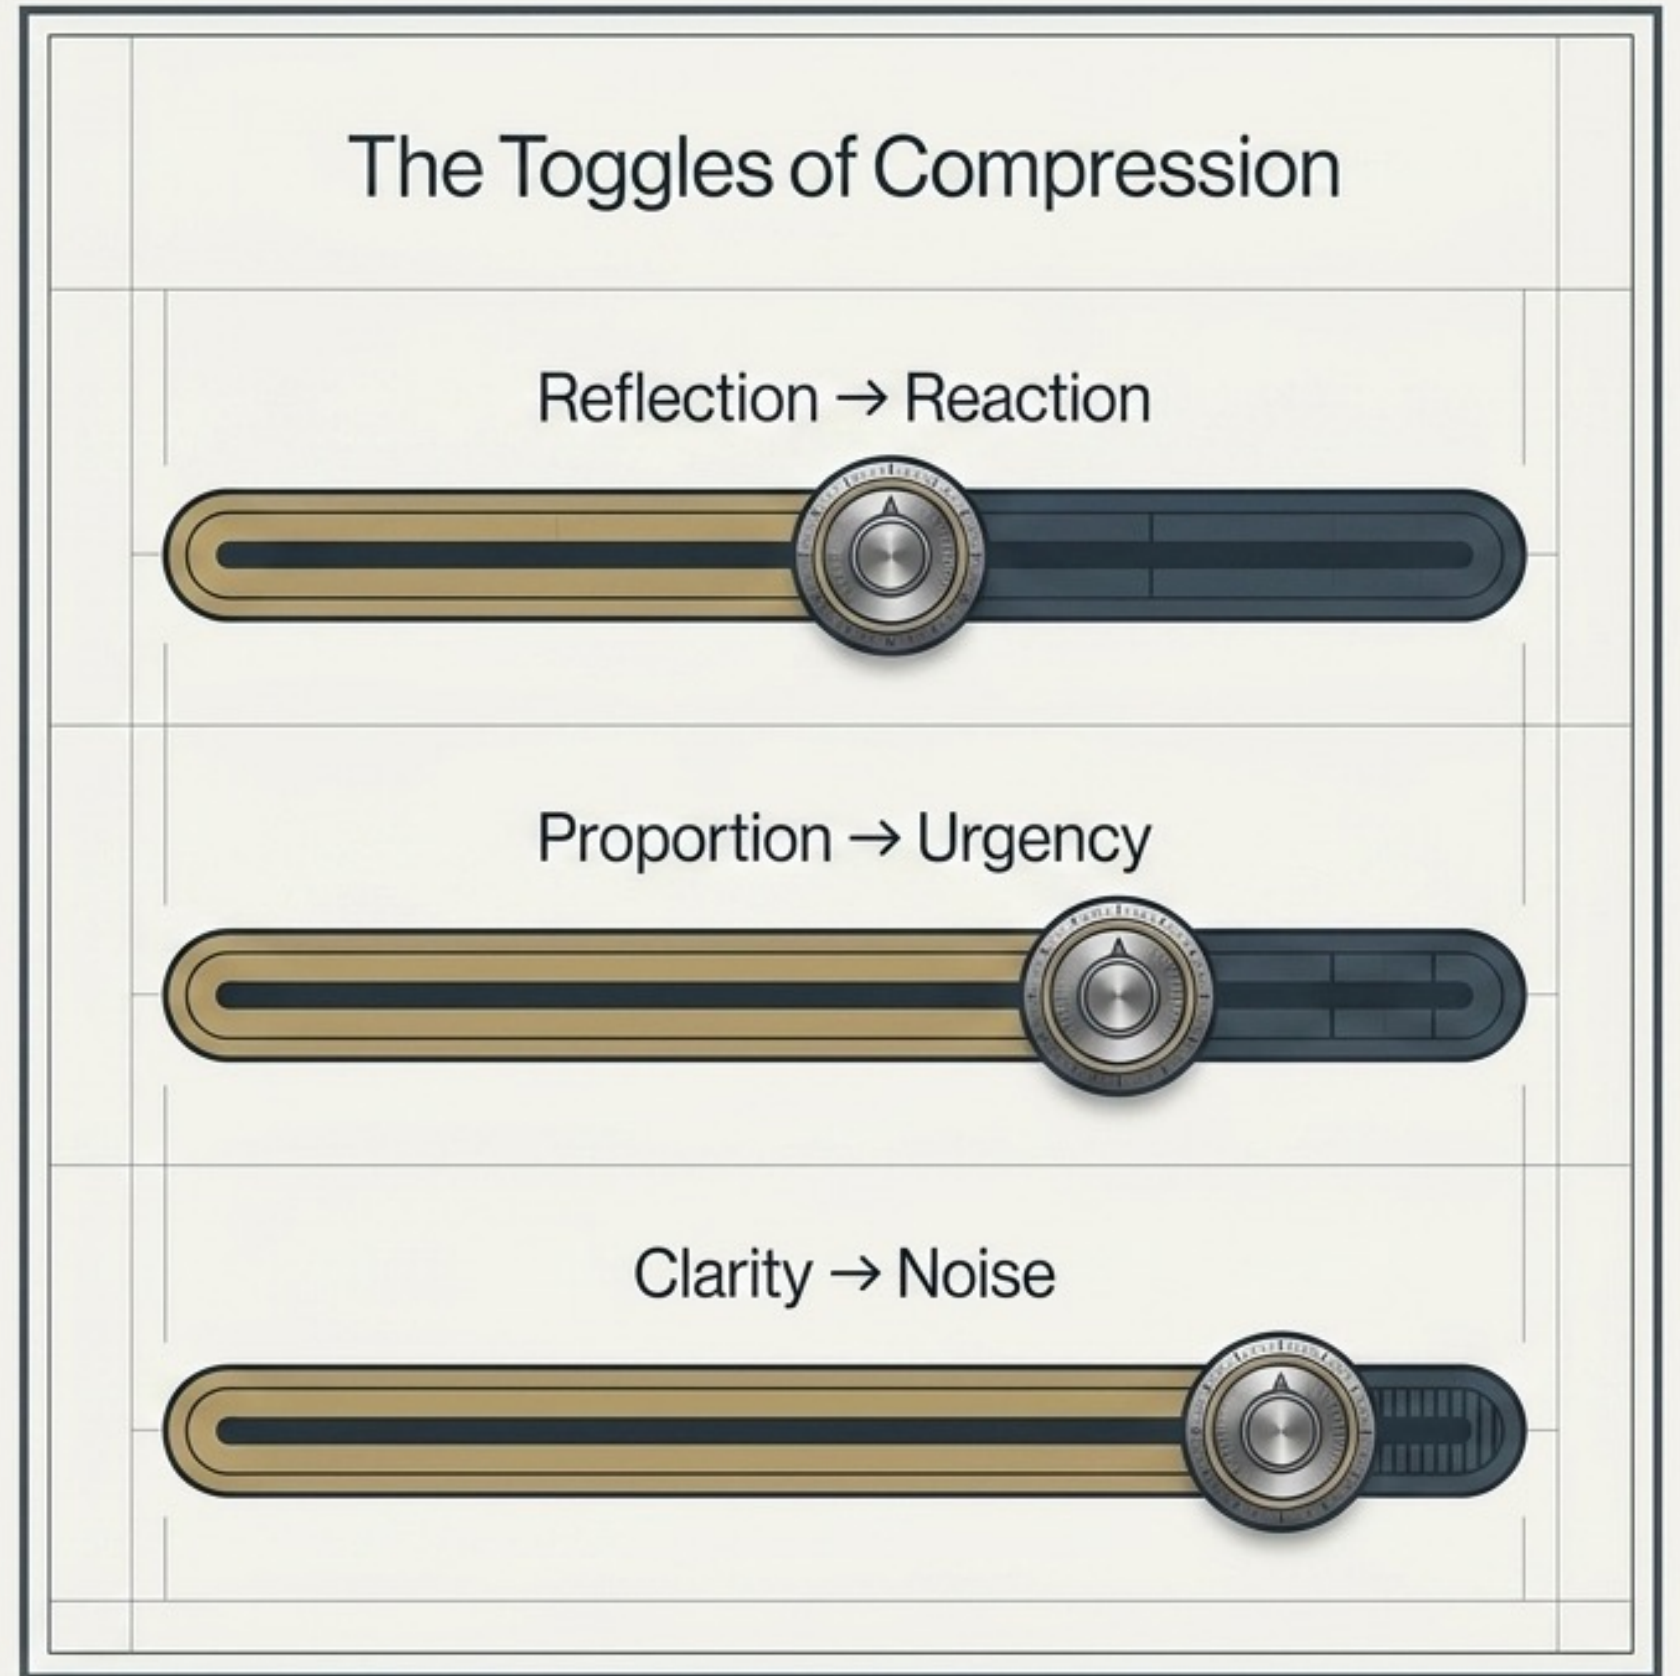 The Toggles of Compression
Reflection → Reaction
Proportion → Urgency
Clarity → Noise